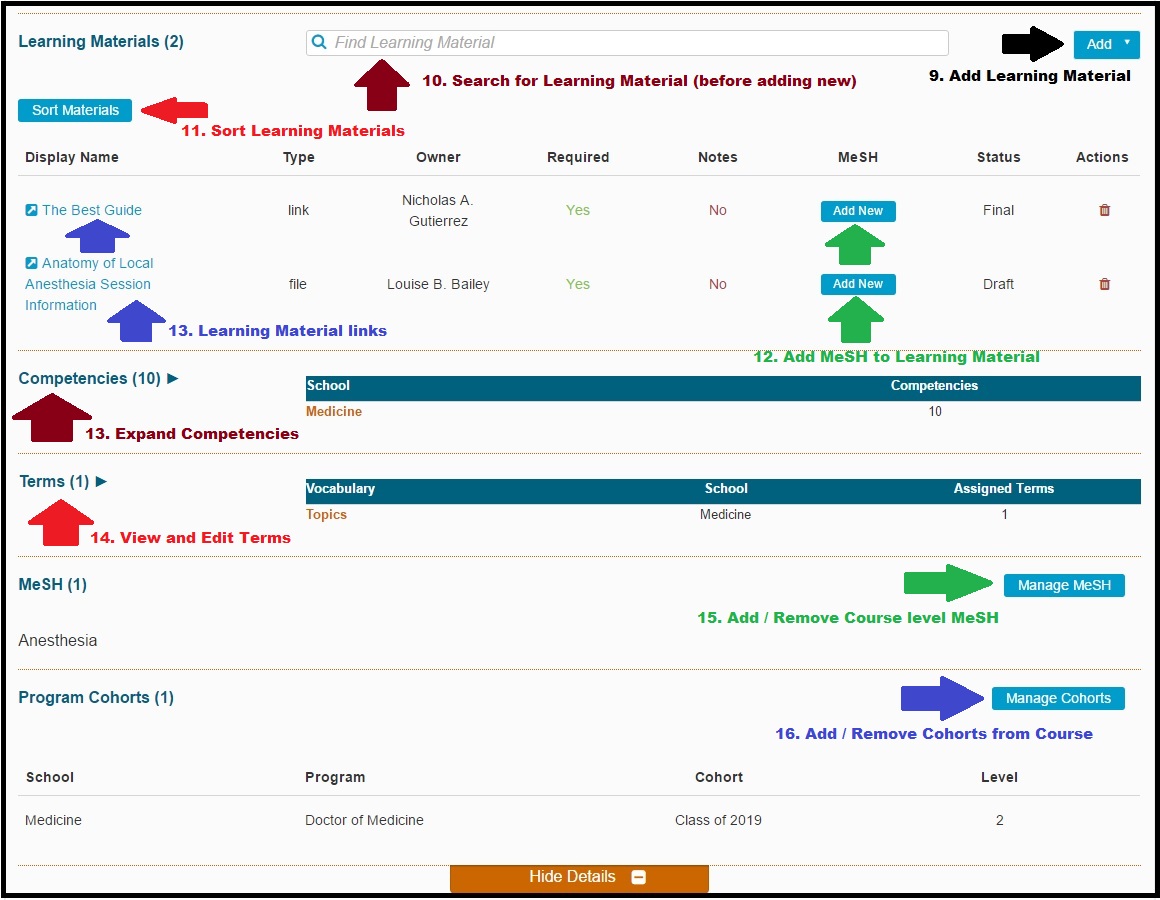 Learning Materials (2)
Find Learning Material
Add
9. Add Learning Material
10. Search for Learning Material (before adding new)
Sort Materials
11. Sort Learning Materials
Display Name Type Owner Required Notes MeSH Status Actions
The Best Guide link Nicholas A. Yes No Add New Final
Gutierrez
Anatomy of Local
Anesthesia Session file Louise B. Bailey Yes No Add New Draft
Information
13. Learning Material links
12. Add MeSH to Learning Material
Competencies (10)
School Competencies
Medicine 10
13. Expand Competencies
Terms (1)
Vocabulary School Assigned Terms
Topics Medicine 1
14. View and Edit Terms
MeSH (1)
Manage MeSH
15. Add / Remove Course level MeSH
Anesthesia
Program Cohorts (1)
Manage Cohorts
16. Add / Remove Cohorts from Course
School Program Cohort Level
Medicine Doctor of Medicine Class of 2019 2
Hide Details